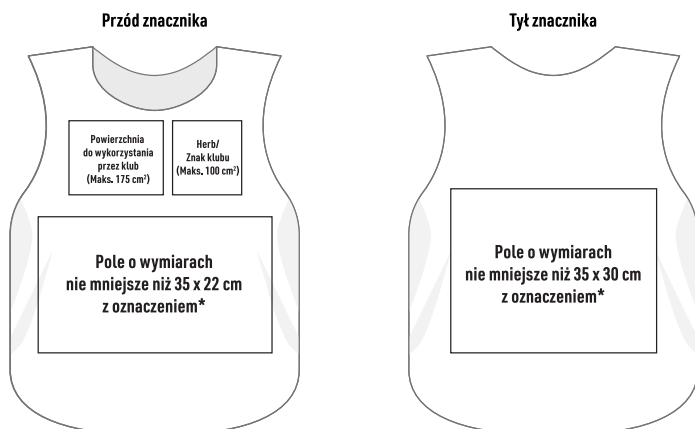 Przód znacznika
Tył znacznika
Powierzchnia
do wykorzystania
przez klub
(Maks. 175 cm²)
Herb/
Znak klubu
(Maks. 100 cm²)
Pole o wymiarach
nie mniejsze niż 35 x 22 cm
z oznaczeniem*
Pole o wymiarach
nie mniejsze niż 35 x 30 cm
z oznaczeniem*